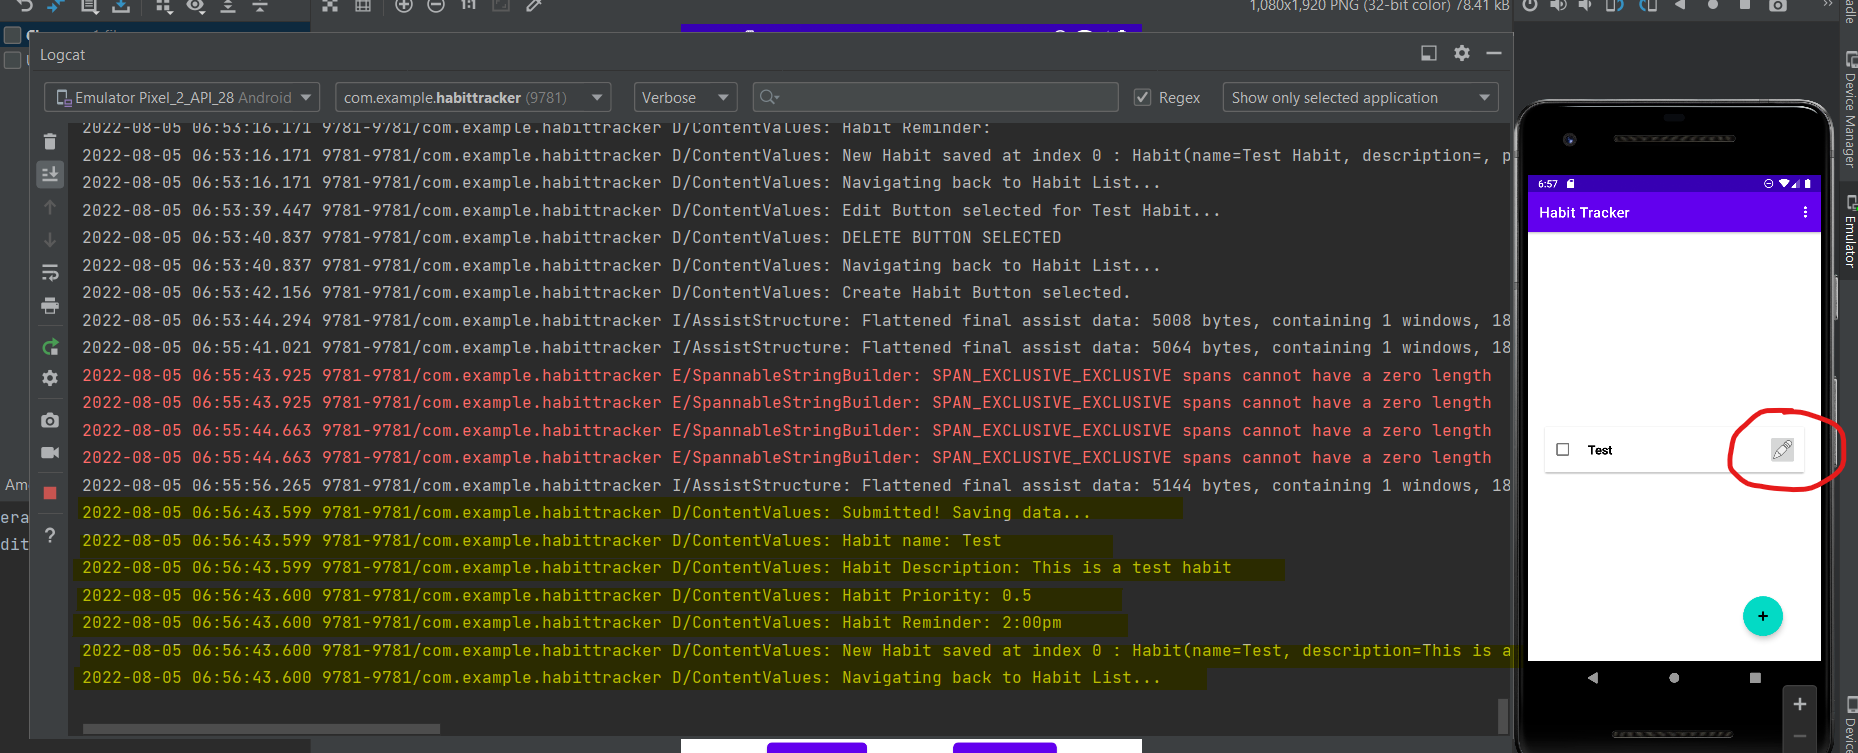 1:1
1,080x1,920 PNG (32-bit color) 78.41 kB
Logcat
Emulator Pixel_2_API_28 Android
com.example.habittracker (9781)
Verbose
Regex
Show only selected application
2022-08-05 06:53:16.171 9781-9781/com.example.habittracker D/ContentValues: Habit Reminder:
2022-08-05 06:53:16.171 9781-9781/com.example.habittracker D/ContentValues: New Habit saved at index 0 : Habit(name=Test Habit, description=, p
2022-08-05 06:53:16.171 9781-9781/com.example.habittracker D/ContentValues: Navigating back to Habit List...
2022-08-05 06:53:39.447 9781-9781/com.example.habittracker D/ContentValues: Edit Button selected for Test Habit...
2022-08-05 06:53:40.837 9781-9781/com.example.habittracker D/ContentValues: DELETE BUTTON SELECTED
2022-08-05 06:53:40.837 9781-9781/com.example.habittracker D/ContentValues: Navigating back to Habit List...
2022-08-05 06:53:42.156 9781-9781/com.example.habittracker D/ContentValues: Create Habit Button selected.
2022-08-05 06:53:44.294 9781-9781/com.example.habittracker I/AssistStructure: Flattened final assist data: 5008 bytes, containing 1 windows, 18
2022-08-05 06:55:41.021 9781-9781/com.example.habittracker I/AssistStructure: Flattened final assist data: 5064 bytes, containing 1 windows, 18
2022-08-05 06:55:43.925 9781-9781/com.example.habittracker E/SpannableStringBuilder: SPAN_EXCLUSIVE_EXCLUSIVE spans cannot have a zero length
2022-08-05 06:55:43.925 9781-9781/com.example.habittracker E/SpannableStringBuilder: SPAN_EXCLUSIVE_EXCLUSIVE spans cannot have a zero length
2022-08-05 06:55:44.663 9781-9781/com.example.habittracker E/SpannableStringBuilder: SPAN_EXCLUSIVE_EXCLUSIVE spans cannot have a zero length
2022-08-05 06:55:44.663 9781-9781/com.example.habittracker E/SpannableStringBuilder: SPAN_EXCLUSIVE_EXCLUSIVE spans cannot have a zero length
2022-08-05 06:55:56.265 9781-9781/com.example.habittracker I/AssistStructure: Flattened final assist data: 5144 bytes, containing 1 windows, 18
2022-08-05 06:56:43.599 9781-9781/com.example.habittracker D/ContentValues: Submitted! Saving data...
2022-08-05 06:56:43.599 9781-9781/com.example.habittracker D/ContentValues: Habit name: Test
2022-08-05 06:56:43.599 9781-9781/com.example.habittracker D/ContentValues: Habit Description: This is a test habit
2022-08-05 06:56:43.600 9781-9781/com.example.habittracker D/ContentValues: Habit Priority: 0.5
2022-08-05 06:56:43.600 9781-9781/com.example.habittracker D/ContentValues: Habit Reminder: 2:00pm
2022-08-05 06:56:43.600 9781-9781/com.example.habittracker D/ContentValues: New Habit saved at index 0 : Habit(name=Test, description=This is a
2022-08-05 06:56:43.600 9781-9781/com.example.habittracker D/ContentValues: Navigating back to Habit List...
Am
era
dit
6:57
Habit Tracker
Test
+
adle
Device Manager
Emulator
Device